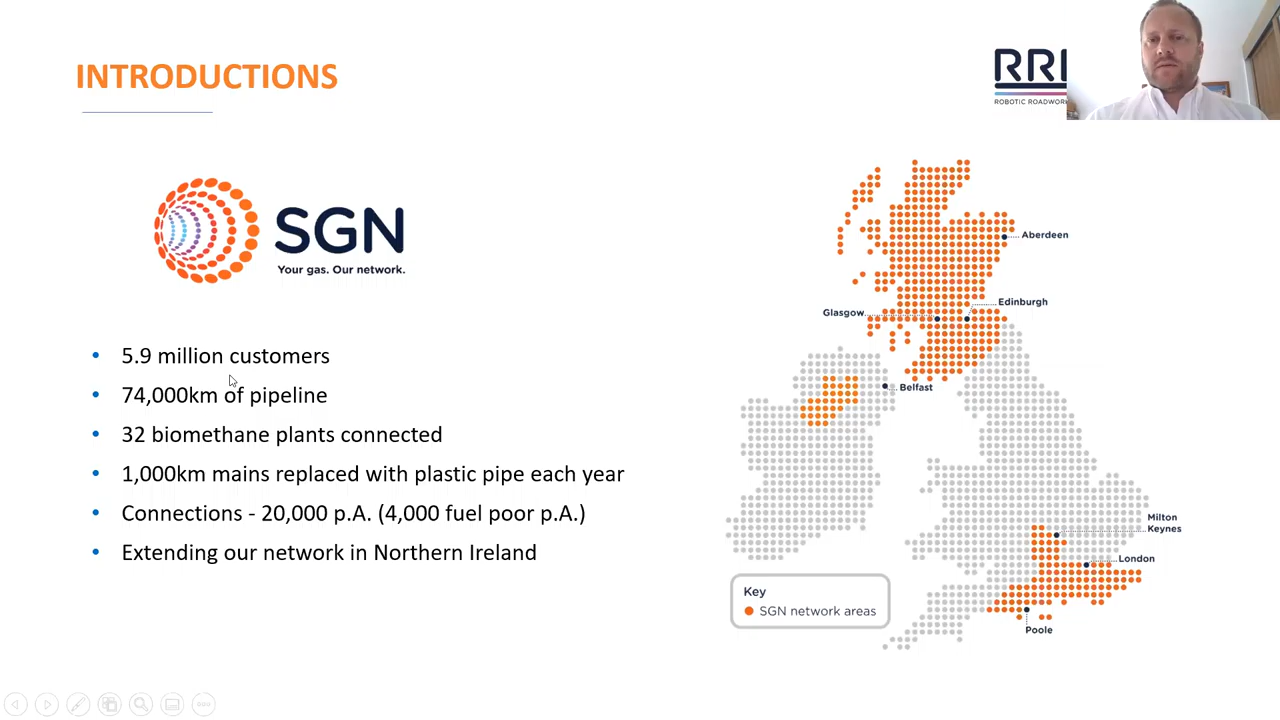 INTRODUCTIONS
RRI
ROBOTIC ROADWOR
SGN
Your gas. Our network.
• 5.9 million customers
• 74,000km of pipeline
• 32 biomethane plants connected
• 1,000km mains replaced with plastic pipe each year
• Connections - 20,000 p.A. (4,000 fuel poor p.A.)
• Extending our network in Northern Ireland
Aberdeen
Edinburgh
Glasgow
Belfast
Milton
Keynes
London
Poole
Key
SGN network areas